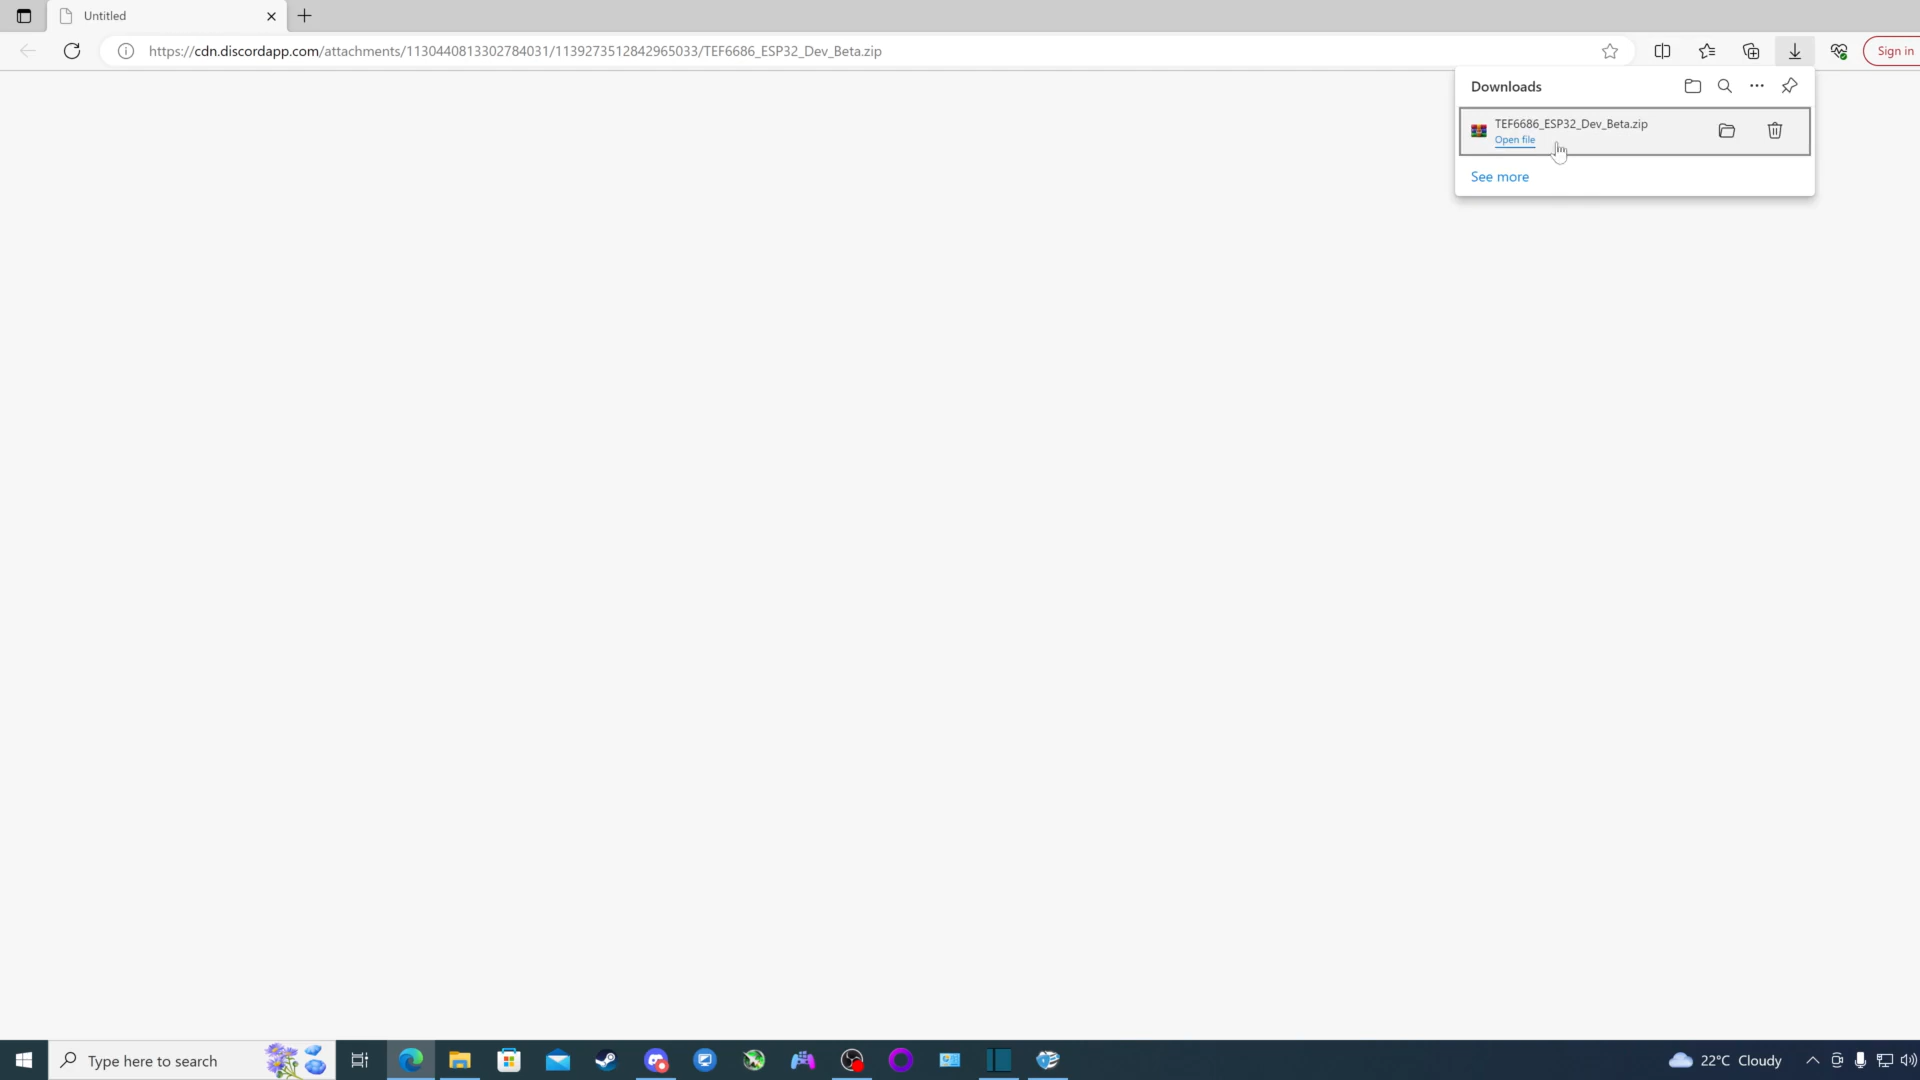 Untitled
https://cdn.discordapp.com/attachments/1130440813302784031/1139273512842965033/TEF6686_ESP32_Dev_Beta.zip
Sign in
Downloads
TEF6686_ESP32_Dev_Beta.zip
Open file
See more
Type here to search
22°C Cloudy